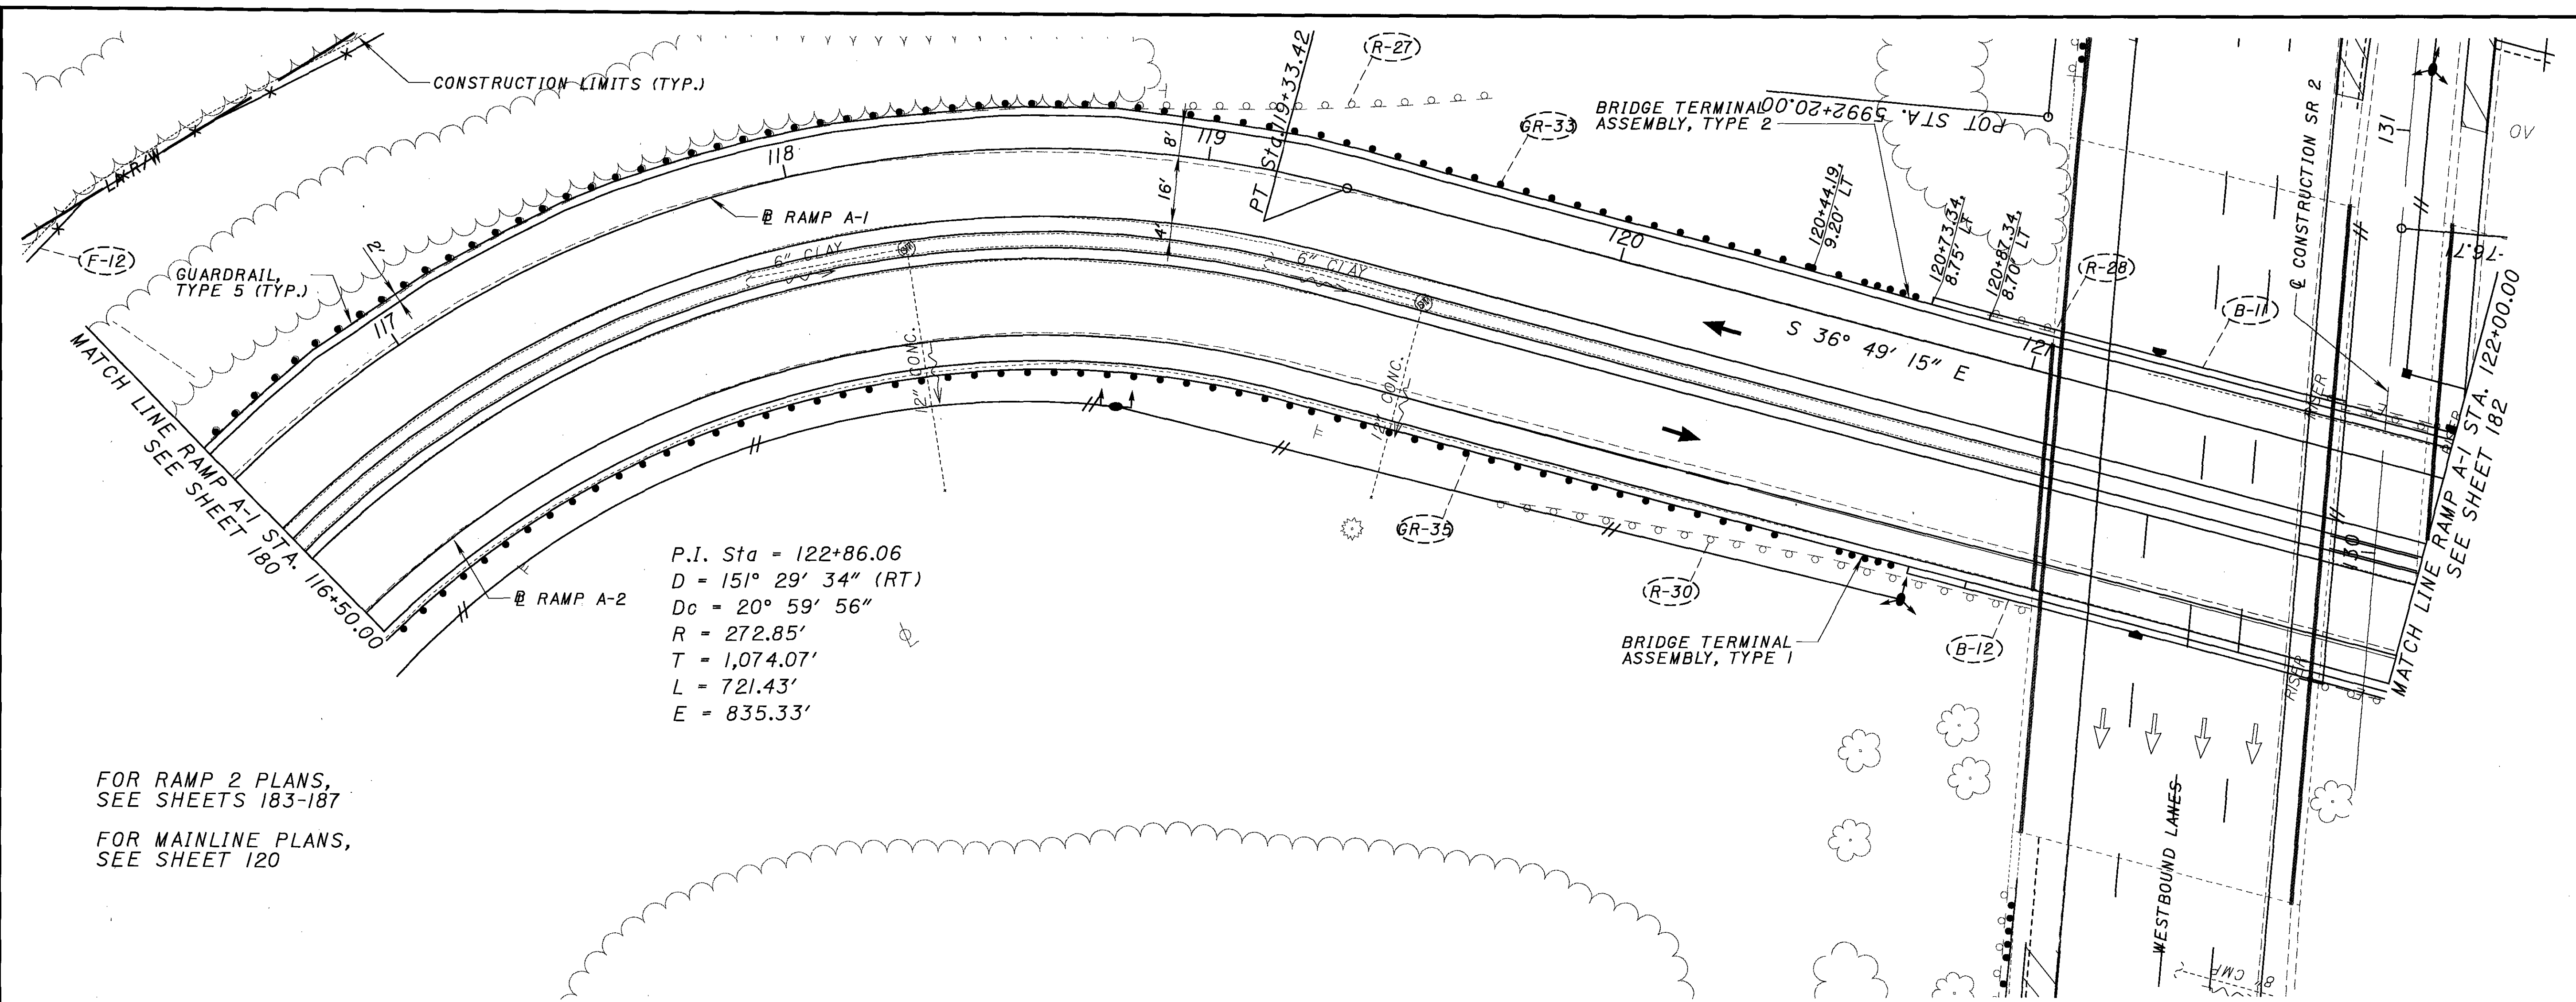 CONSTRUCTION LIMITS (TYP.)
LA R/W
F-12
GUARDRAIL,
TYPE 5 (TYP.)
2'
117
118
℄ RAMP A-1
8'
16'
4'
119
PT Sta. 119+33.42
R-27
GR-33
BRIDGE TERMINAL
ASSEMBLY, TYPE 2
POT STA. 5992+20.00
120
120+44.19,
9.20' LT
120+73.34,
8.75' LT
120+87.34,
8.70' LT
R-28
B-11
℄ CONSTRUCTION SR 2
131
OV
-76.7
6" CLAY
6" CLAY
12" CONC.
12" CONC.
S 36° 49' 15" E
121
RISER
RISER
130
MATCH LINE RAMP A-1 STA. 122+00.00
SEE SHEET 182
MATCH LINE RAMP A-1 STA. 116+50.00
SEE SHEET 180
℄ RAMP A-2
GR-35
R-30
B-12
BRIDGE TERMINAL
ASSEMBLY, TYPE 1
RISER
P.I. Sta = 122+86.06
D = 151° 29' 34" (RT)
Dc = 20° 59' 56"
R = 272.85'
T = 1,074.07'
L = 721.43'
E = 835.33'
FOR RAMP 2 PLANS,
SEE SHEETS 183-187
FOR MAINLINE PLANS,
SEE SHEET 120
WESTBOUND LANES
CMP